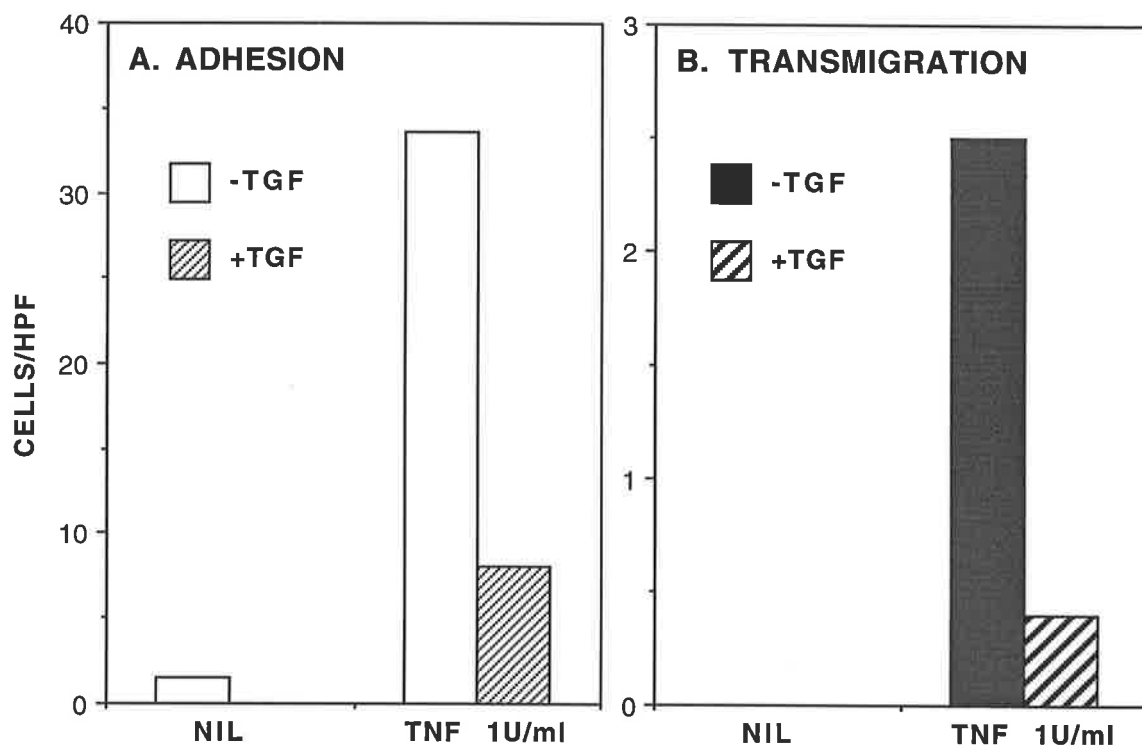 A. ADHESION
-TGF
+TGF
CELLS/HPF
40
30
20
10
0
NIL
TNF 1U/ml
B. TRANSMIGRATION
-TGF
+TGF
3
2
1
0
NIL
TNF 1U/ml